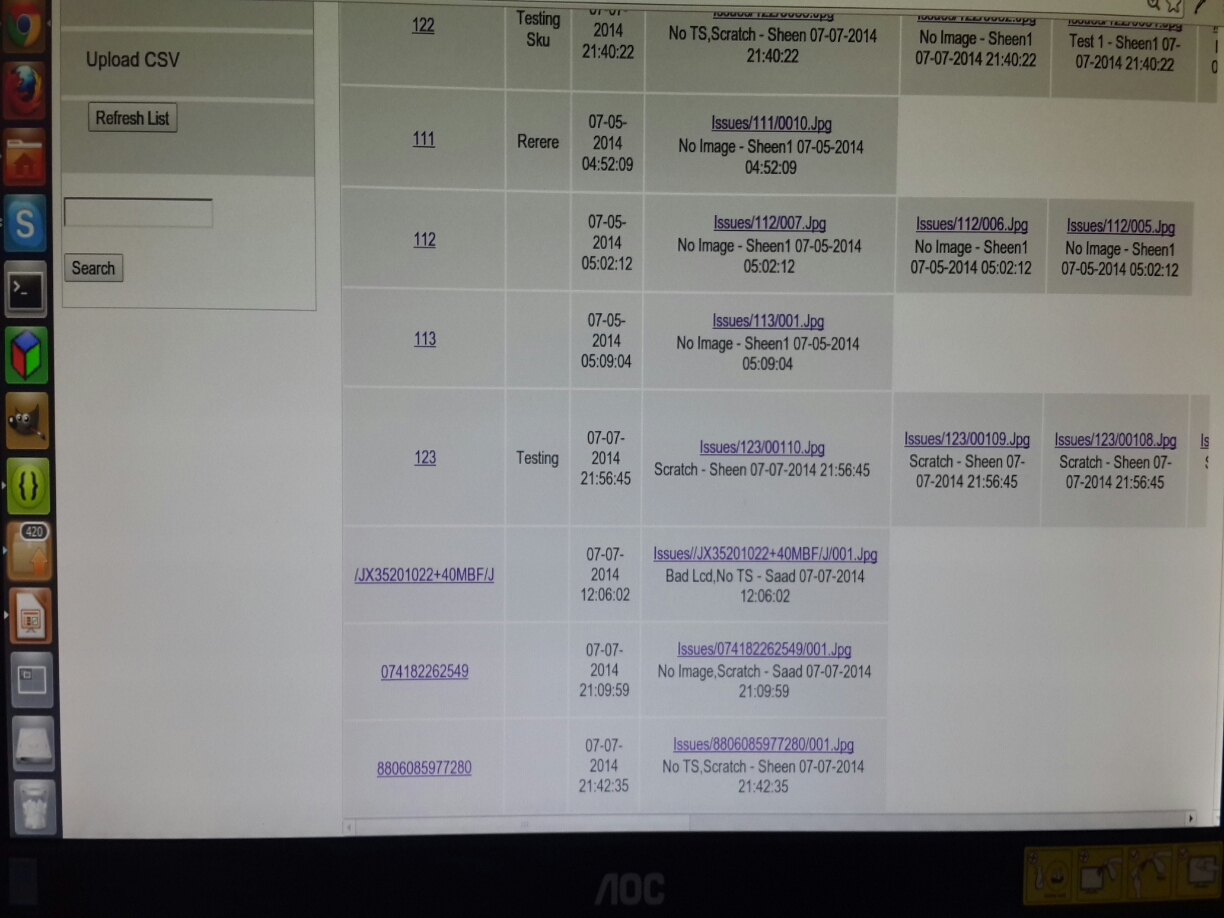 Upload CSV
Refresh List
Search
122
Testing
Sku
07-07-
2014
21:40:22
No TS,Scratch - Sheen 07-07-2014
21:40:22
No Image - Sheen1
07-07-2014 21:40:22
Test 1 - Sheen1 07-
07-2014 21:40:22
111
Rerere
07-05-
2014
04:52:09
Issues/111/0010.Jpg
No Image - Sheen1 07-05-2014
04:52:09
112
07-05-
2014
05:02:12
Issues/112/007.Jpg
No Image - Sheen1 07-05-2014
05:02:12
Issues/112/006.Jpg
No Image - Sheen1
07-05-2014 05:02:12
Issues/112/005.Jpg
No Image - Sheen1
07-05-2014 05:02:12
113
07-05-
2014
05:09:04
Issues/113/001.Jpg
No Image - Sheen1 07-05-2014
05:09:04
123
Testing
07-07-
2014
21:56:45
Issues/123/00110.Jpg
Scratch - Sheen 07-07-2014 21:56:45
Issues/123/00109.Jpg
Scratch - Sheen 07-
07-2014 21:56:45
Issues/123/00108.Jpg
Scratch - Sheen 07-
07-2014 21:56:45
/JX35201022+40MBF/J
07-07-
2014
12:06:02
Issues//JX35201022+40MBF/J/001.Jpg
Bad Lcd,No TS - Saad 07-07-2014
12:06:02
074182262549
07-07-
2014
21:09:59
Issues/074182262549/001.Jpg
No Image,Scratch - Saad 07-07-2014
21:09:59
8806085977280
07-07-
2014
21:42:35
Issues/8806085977280/001.Jpg
No TS,Scratch - Sheen 07-07-2014
21:42:35
420
AOC